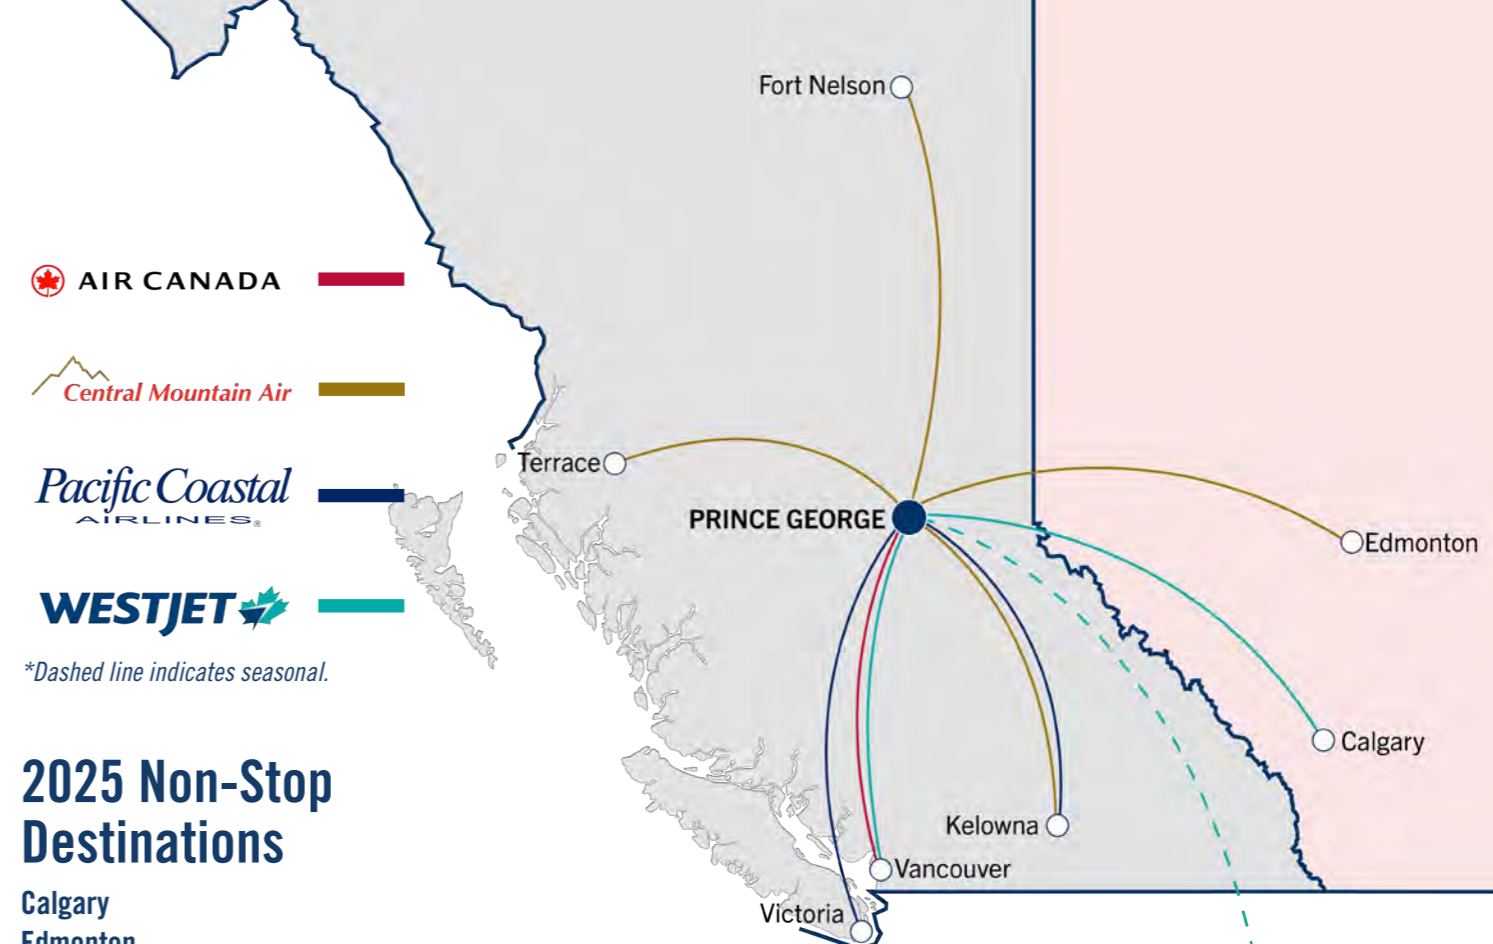 Fort Nelson
AIR CANADA
Central Mountain Air
Pacific Coastal
AIRLINES®
WESTJET
*Dashed line indicates seasonal.
Terrace
PRINCE GEORGE
Edmonton
Calgary
Kelowna
Vancouver
Victoria
2025 Non-Stop
Destinations
Calgary
Edmonton